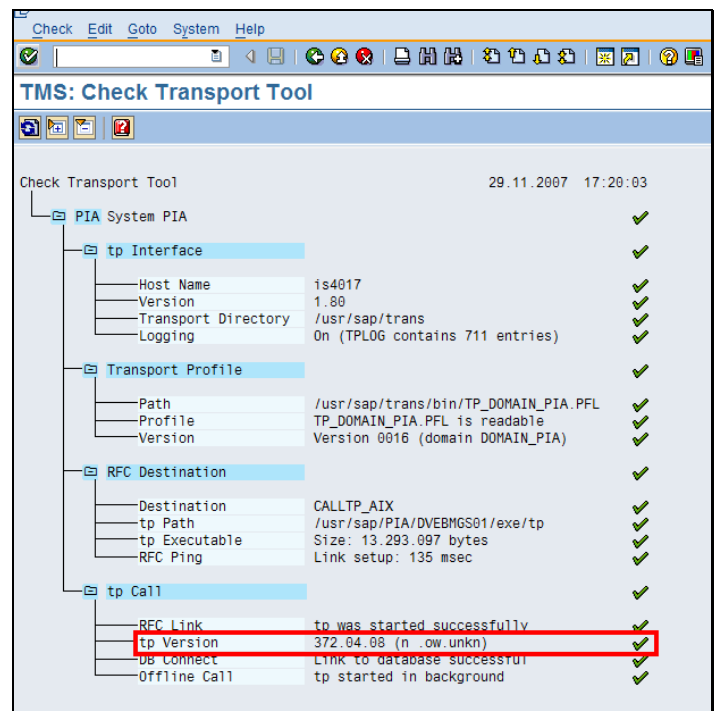 Check Edit Goto System Help
TMS: Check Transport Tool
Check Transport Tool 29.11.2007 17:20:03
PIA System PIA
tp Interface
Host Name is4017
Version 1.80
Transport Directory /usr/sap/trans
Logging On (TPLOG contains 711 entries)
Transport Profile
Path /usr/sap/trans/bin/TP_DOMAIN_PIA.PFL
Profile TP_DOMAIN_PIA.PFL is readable
Version Version 0016 (domain DOMAIN_PIA)
RFC Destination
Destination CALLTP_AIX
tp Path /usr/sap/PIA/DVEBMGS01/exe/tp
tp Executable Size: 13.293.097 bytes
RFC Ping Link setup: 135 msec
tp Call
RFC Link tp was started successfully
tp Version 372.04.08 (n .ow.unkn)
DB Connect Link to database successful
Offline Call tp started in background